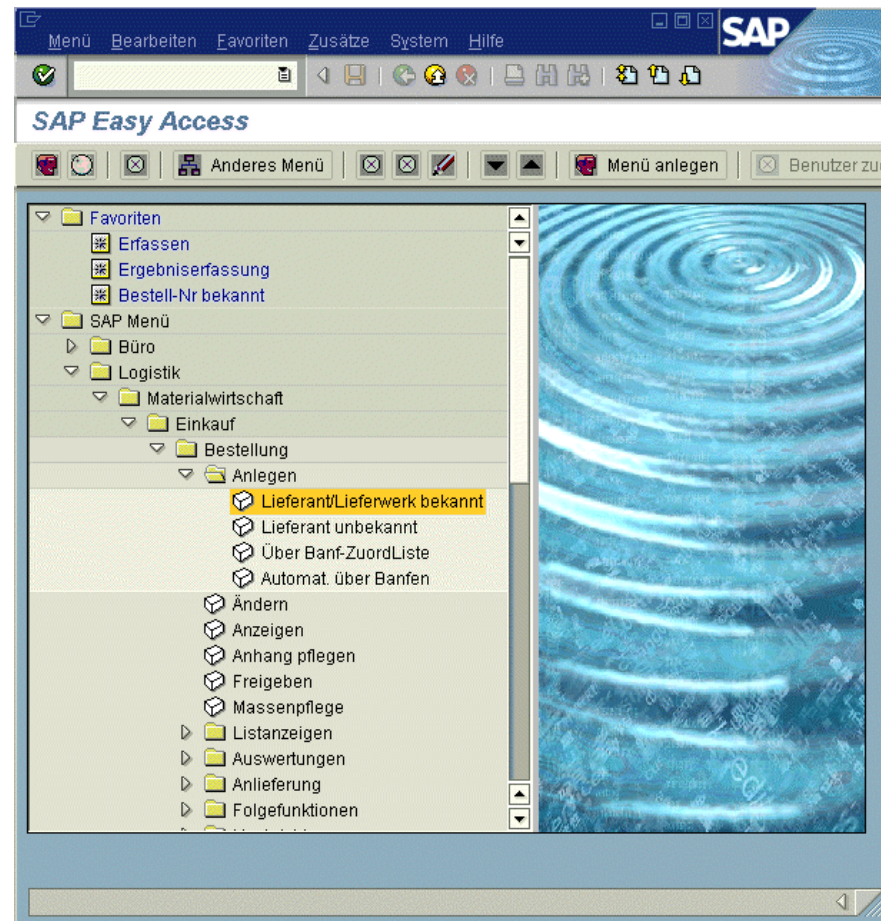 Menü Bearbeiten Favoriten Zusätze System Hilfe
SAP
SAP Easy Access
Anderes Menü Menü anlegen Benutzer
Favoriten
Erfassen
Ergebniserfassung
Bestell-Nr bekannt
SAP Menü
Büro
Logistik
Materialwirtschaft
Einkauf
Bestellung
Anlegen
Lieferant/Lieferwerk bekannt
Lieferant unbekannt
Über Banf-ZuordListe
Automat. über Banfen
Ändern
Anzeigen
Anhang pflegen
Freigeben
Massenpflege
Listanzeigen
Auswertungen
Anlieferung
Folgefunktionen